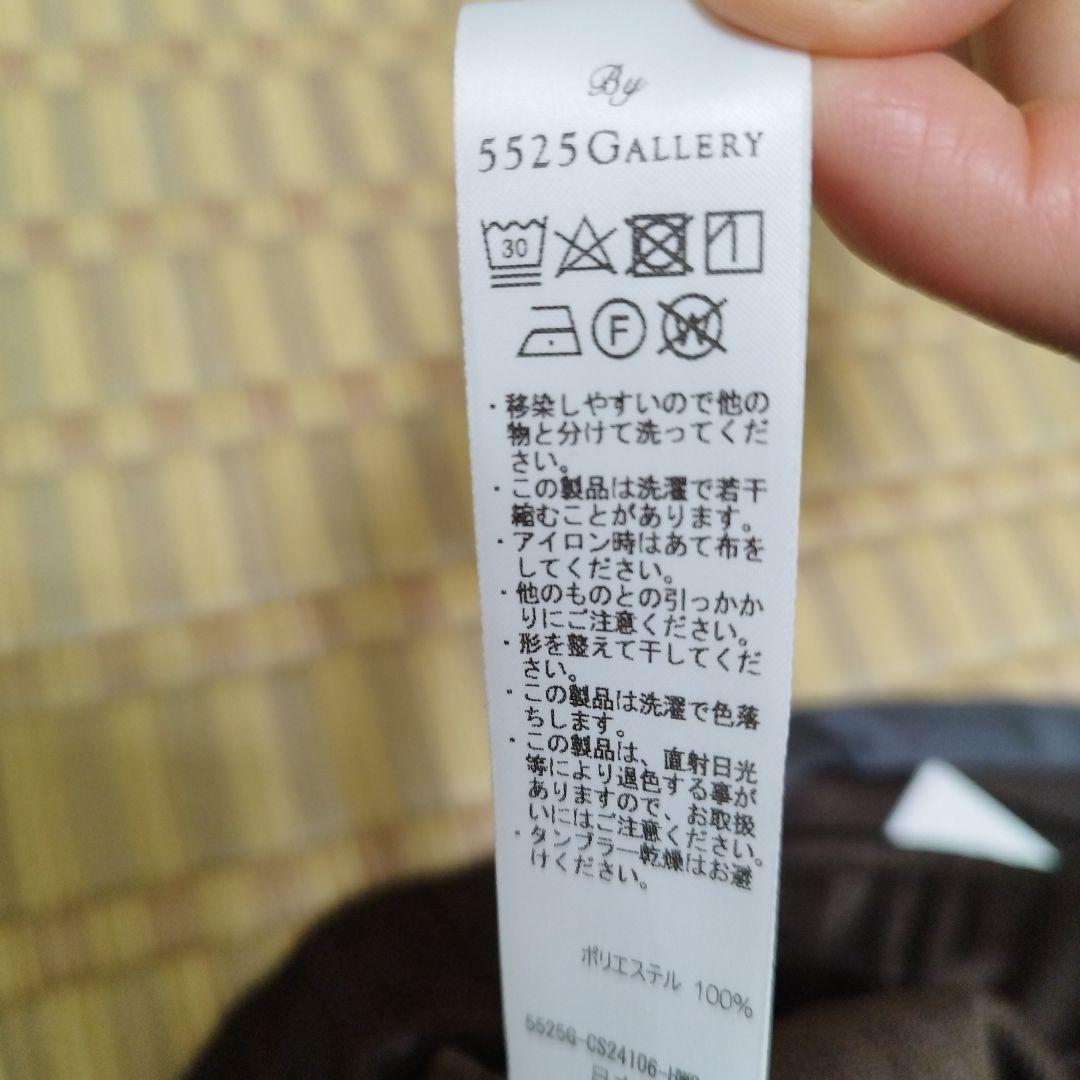 By
5525GALLERY
30
F
W
・移染しやすいので他の
物と分けて洗ってくだ
さい。
・この製品は洗濯で若干
縮むことがあります。
・アイロン時はあて布を
してください。
・他のものとの引っかか
りにご注意ください。
・形を整えて干してくだ
さい。
・この製品は洗濯で色落
ちします。
・この製品は、直射日光
等により退色する事が
ありますので、お取扱
いにはご注意ください。
・タンブラー乾燥はお避
けください。
ポリエステル 100%
5525G-CS24106-